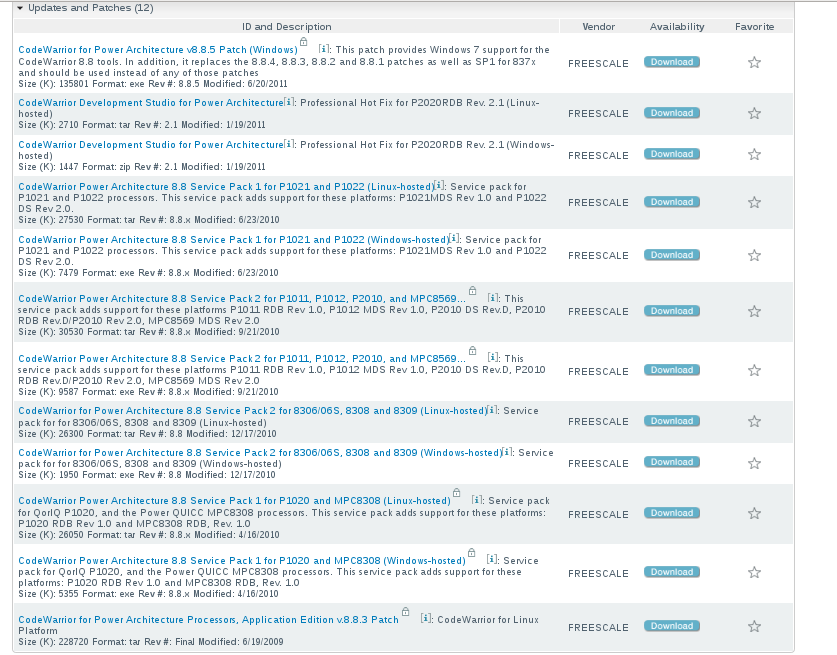 Updates and Patches (12)
ID and Description Vendor Availability Favorite
CodeWarrior for Power Architecture v8.8.5 Patch (Windows) [i]: This patch provides Windows 7 support for the
CodeWarrior 8.8 tools. In addition, it replaces the 8.8.4, 8.8.3, 8.8.2 and 8.8.1 patches as well as SP1 for 837x
and should be used instead of any of those patches
Size (K): 135801 Format: exe Rev #: 8.8.5 Modified: 6/20/2011
FREESCALE Download
CodeWarrior Development Studio for Power Architecture[i]: Professional Hot Fix for P2020RDB Rev. 2.1 (Linux-
hosted)
Size (K): 2710 Format: tar Rev #: 2.1 Modified: 1/19/2011
FREESCALE Download
CodeWarrior Development Studio for Power Architecture[i]: Professional Hot Fix for P2020RDB Rev. 2.1 (Windows-
hosted)
Size (K): 1447 Format: zip Rev #: 2.1 Modified: 1/19/2011
FREESCALE Download
CodeWarrior Power Architecture 8.8 Service Pack 1 for P1021 and P1022 (Linux-hosted)[i]: Service pack for
P1021 and P1022 processors. This service pack adds support for these platforms: P1021MDS Rev 1.0 and P1022
DS Rev 2.0.
Size (K): 27530 Format: tar Rev #: 8.8.x Modified: 6/23/2010
FREESCALE Download
CodeWarrior Power Architecture 8.8 Service Pack 1 for P1021 and P1022 (Windows-hosted)[i]: Service pack for
P1021 and P1022 processors. This service pack adds support for these platforms: P1021MDS Rev 1.0 and P1022
DS Rev 2.0.
Size (K): 7479 Format: exe Rev #: 8.8.x Modified: 6/23/2010
FREESCALE Download
CodeWarrior Power Architecture 8.8 Service Pack 2 for P1011, P1012, P2010, and MPC8569... [i]: This
service pack adds support for these platforms P1011 RDB Rev 1.0, P1012 MDS Rev 1.0, P2010 DS Rev.D, P2010
RDB Rev.D/P2010 Rev 2.0, MPC8569 MDS Rev 2.0
Size (K): 30530 Format: tar Rev #: 8.8.x Modified: 9/21/2010
FREESCALE Download
CodeWarrior Power Architecture 8.8 Service Pack 2 for P1011, P1012, P2010, and MPC8569... [i]: This
service pack adds support for these platforms P1011 RDB Rev 1.0, P1012 MDS Rev 1.0, P2010 DS Rev.D, P2010
RDB Rev.D/P2010 Rev 2.0, MPC8569 MDS Rev 2.0
Size (K): 9587 Format: exe Rev #: 8.8.x Modified: 9/21/2010
FREESCALE Download
CodeWarrior for Power Architecture 8.8 Service Pack 2 for 8306/06S, 8308 and 8309 (Linux-hosted)[i]: Service
pack for for 8306/06S, 8308 and 8309 (Linux-hosted)
Size (K): 26300 Format: tar Rev #: 8.8 Modified: 12/17/2010
FREESCALE Download
CodeWarrior for Power Architecture 8.8 Service Pack 2 for 8306/06S, 8308 and 8309 (Windows-hosted)[i]: Service
pack for for 8306/06S, 8308 and 8309 (Windows-hosted)
Size (K): 1950 Format: exe Rev #: 8.8 Modified: 12/17/2010
FREESCALE Download
CodeWarrior Power Architecture 8.8 Service Pack 1 for P1020 and MPC8308 (Linux-hosted) [i]: Service pack
for QorIQ P1020, and the Power QUICC MPC8308 processors. This service pack adds support for these platforms:
P1020 RDB Rev 1.0 and MPC8308 RDB, Rev. 1.0
Size (K): 26050 Format: tar Rev #: 8.8.x Modified: 4/16/2010
FREESCALE Download
CodeWarrior Power Architecture 8.8 Service Pack 1 for P1020 and MPC8308 (Windows-hosted) [i]: Service
pack for QorIQ P1020, and the Power QUICC MPC8308 processors. This service pack adds support for these
platforms: P1020 RDB Rev 1.0 and MPC8308 RDB, Rev. 1.0
Size (K): 5355 Format: exe Rev #: 8.8.x Modified: 4/16/2010
FREESCALE Download
CodeWarrior for Power Architecture Processors, Application Edition v.8.8.3 Patch [i]: CodeWarrior for Linux
Platform
Size (K): 228720 Format: tar Rev #: Final Modified: 6/19/2009
FREESCALE Download